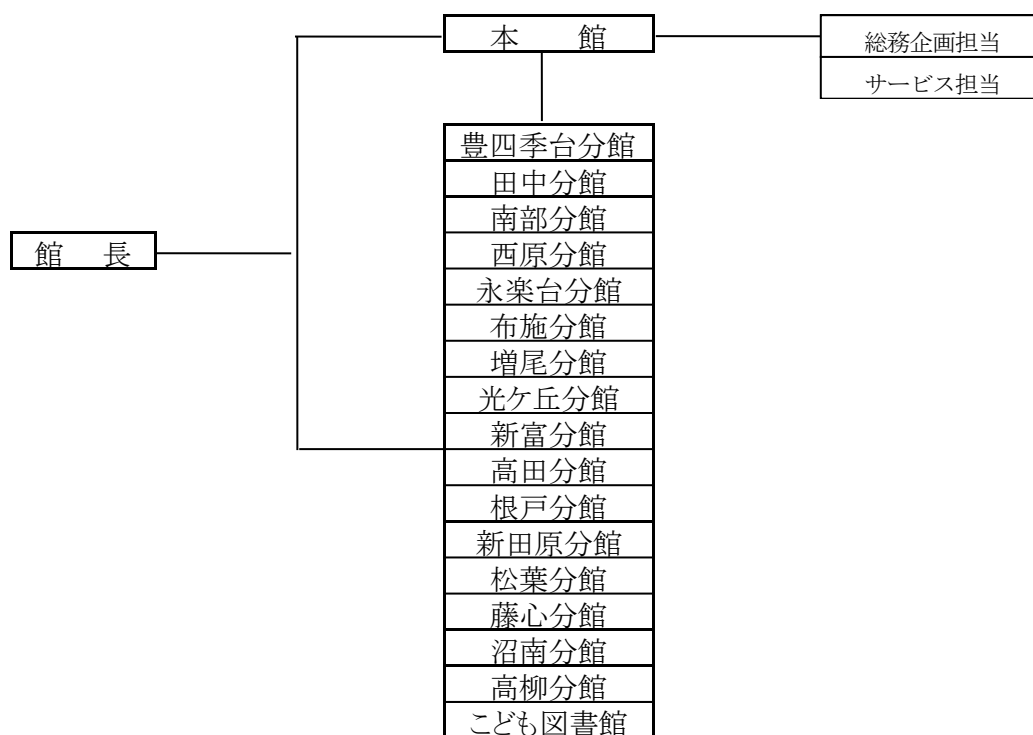 本　館
総務企画担当
サービス担当
豊四季台分館
田中分館
南部分館
館　長
西原分館
永楽台分館
布施分館
増尾分館
光ケ丘分館
新富分館
高田分館
根戸分館
新田原分館
松葉分館
藤心分館
沼南分館
高柳分館
こども図書館